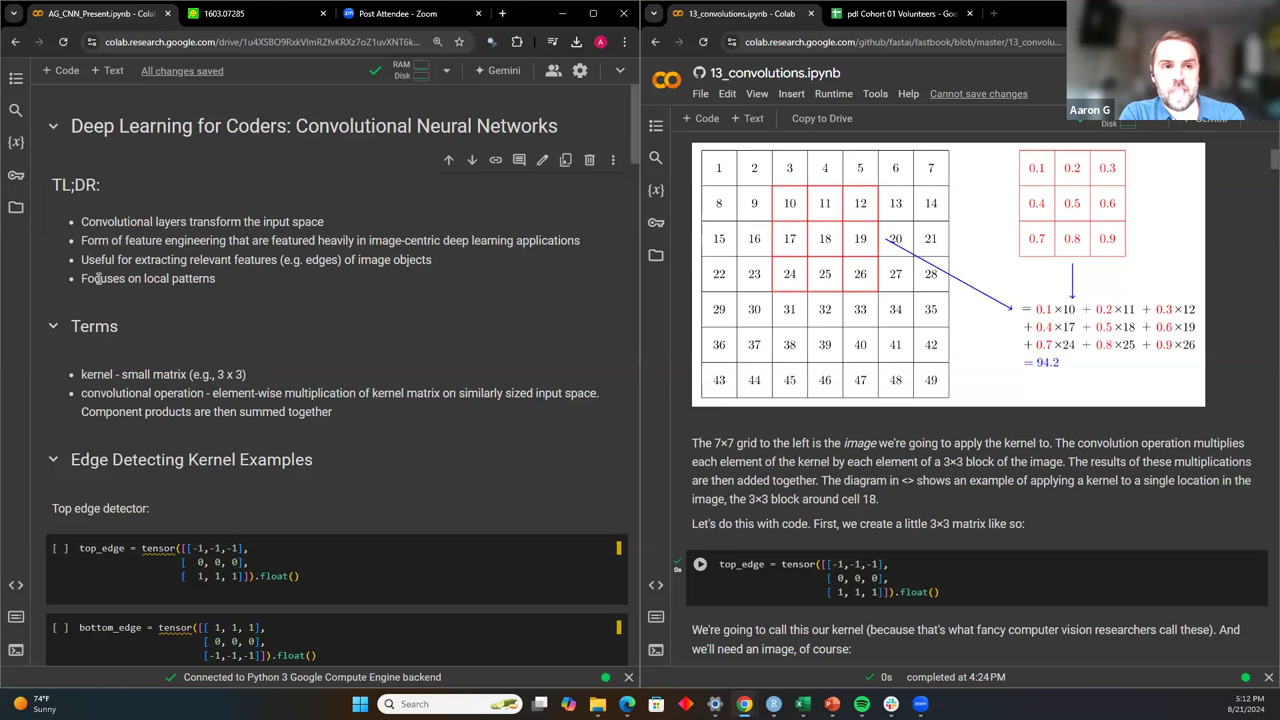 AG_CNN_Present.ipynb - Colab
1603.07285
Post Attendee - Zoom
colab.research.google.com/drive/1u4XSBO9RxkVlmRZfvKRXz7oZ1uvXNT6k...
+ Code + Text All changes saved
RAM
Disk
Gemini
Deep Learning for Coders: Convolutional Neural Networks
TL;DR:
Convolutional layers transform the input space
Form of feature engineering that are featured heavily in image-centric deep learning applications
Useful for extracting relevant features (e.g. edges) of image objects
Focuses on local patterns
Terms
kernel - small matrix (e.g., 3 x 3)
convolutional operation - element-wise multiplication of kernel matrix on similarly sized input space.
Component products are then summed together
Edge Detecting Kernel Examples
Top edge detector:
[ ] top_edge = tensor([[-1,-1,-1],
[ 0, 0, 0],
[ 1, 1, 1]]).float()
[ ] bottom_edge = tensor([[ 1, 1, 1],
[ 0, 0, 0],
[-1,-1,-1]]).float()
Connected to Python 3 Google Compute Engine backend
13_convolutions.ipynb - Colab
pdl Cohort 01 Volunteers - Goo
colab.research.google.com/github/fastai/fastbook/blob/master/13_convolu...
Aaron G
13_convolutions.ipynb
File Edit View Insert Runtime Tools Help Cannot save changes
+ Code + Text Copy to Drive
Disk
1 2 3 4 5 6 7
8 9 10 11 12 13 14
15 16 17 18 19 20 21
22 23 24 25 26 27 28
29 30 31 32 33 34 35
36 37 38 39 40 41 42
43 44 45 46 47 48 49
0.1 0.2 0.3
0.4 0.5 0.6
0.7 0.8 0.9
= 0.1×10 + 0.2×11 + 0.3×12
+ 0.4×17 + 0.5×18 + 0.6×19
+ 0.7×24 + 0.8×25 + 0.9×26
= 94.2
The 7×7 grid to the left is the image we're going to apply the kernel to. The convolution operation multiplies
each element of the kernel by each element of a 3×3 block of the image. The results of these multiplications
are then added together. The diagram in <> shows an example of applying a kernel to a single location in the
image, the 3×3 block around cell 18.
Let's do this with code. First, we create a little 3×3 matrix like so:
0s
top_edge = tensor([[-1,-1,-1],
[ 0, 0, 0],
[ 1, 1, 1]]).float()
We're going to call this our kernel (because that's what fancy computer vision researchers call these). And
we'll need an image, of course:
0s completed at 4:24 PM
74°F
Sunny
Search
5:12 PM
8/21/2024